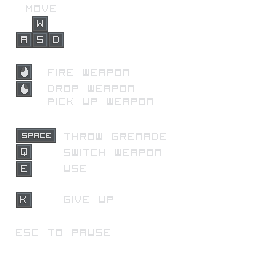 MOVE
W
A S D
FIRE WEAPON
DROP WEAPON
PICK UP WEAPON
SPACE THROW GRENADE
Q SWITCH WEAPON
E USE
K GIVE UP
ESC TO PAUSE